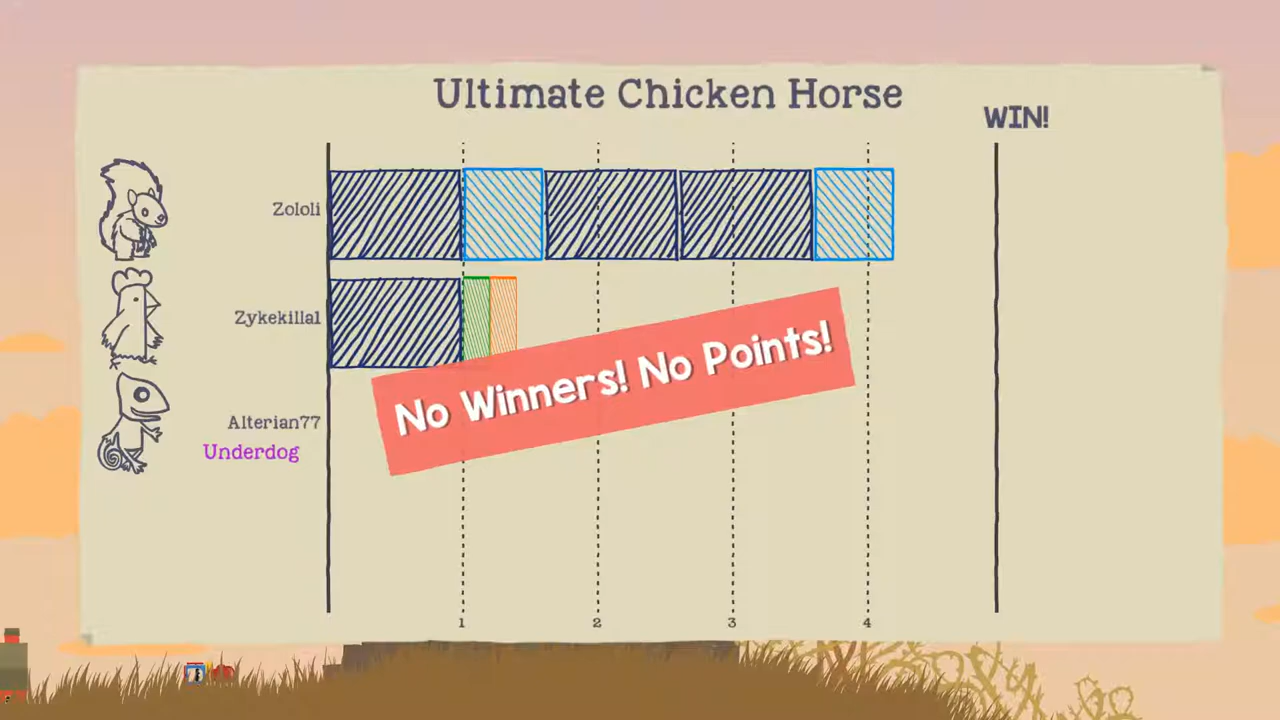 Ultimate Chicken Horse
WIN!
Zololi
Zykekilla1
No Winners! No Points!
Alterian77
Underdog
1 2 3 4